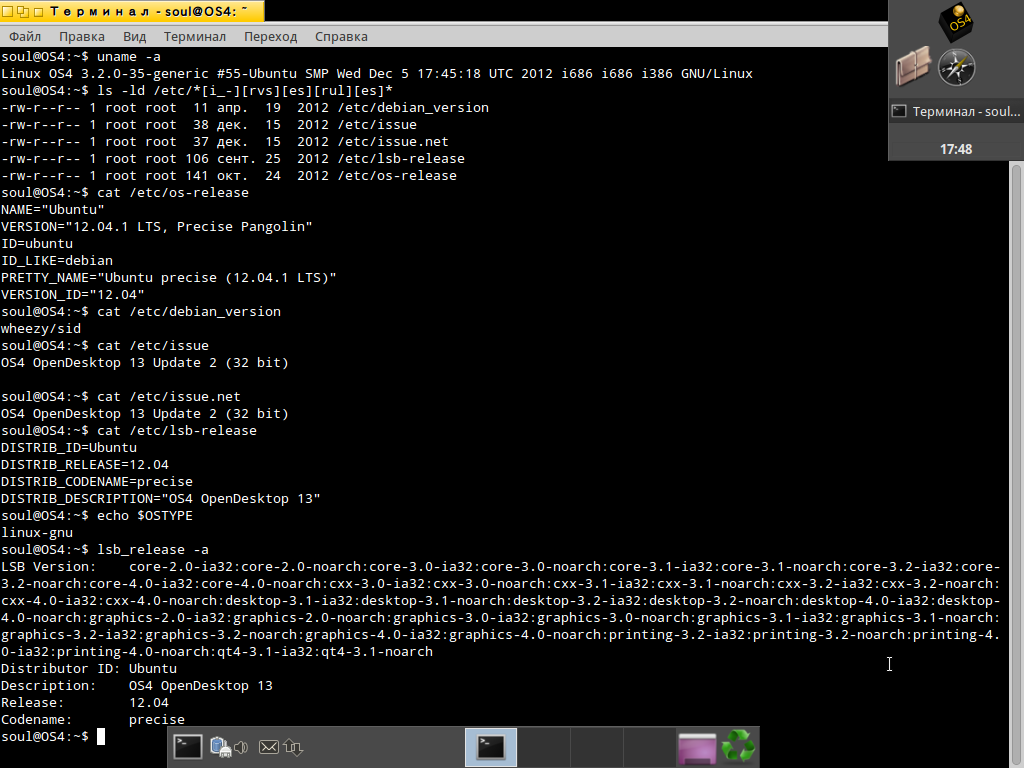 Терминал - soul@OS4: ~
OS4
Файл Правка Вид Терминал Переход Справка
soul@OS4:~$ uname -a
Linux OS4 3.2.0-35-generic #55-Ubuntu SMP Wed Dec 5 17:45:18 UTC 2012 i686 i686 i386 GNU/Linux
soul@OS4:~$ ls -ld /etc/*[i_-][rvs][es][rul][es]*
-rw-r--r-- 1 root root  11 апр.  19  2012 /etc/debian_version
-rw-r--r-- 1 root root  38 дек.  15  2012 /etc/issue
-rw-r--r-- 1 root root  37 дек.  15  2012 /etc/issue.net
-rw-r--r-- 1 root root 106 сент. 25  2012 /etc/lsb-release
-rw-r--r-- 1 root root 141 окт.  24  2012 /etc/os-release
Терминал - soul...
17:48
soul@OS4:~$ cat /etc/os-release
NAME="Ubuntu"
VERSION="12.04.1 LTS, Precise Pangolin"
ID=ubuntu
ID_LIKE=debian
PRETTY_NAME="Ubuntu precise (12.04.1 LTS)"
VERSION_ID="12.04"
soul@OS4:~$ cat /etc/debian_version
wheezy/sid
soul@OS4:~$ cat /etc/issue
OS4 OpenDesktop 13 Update 2 (32 bit)
soul@OS4:~$ cat /etc/issue.net
OS4 OpenDesktop 13 Update 2 (32 bit)
soul@OS4:~$ cat /etc/lsb-release
DISTRIB_ID=Ubuntu
DISTRIB_RELEASE=12.04
DISTRIB_CODENAME=precise
DISTRIB_DESCRIPTION="OS4 OpenDesktop 13"
soul@OS4:~$ echo $OSTYPE
linux-gnu
soul@OS4:~$ lsb_release -a
LSB Version:    core-2.0-ia32:core-2.0-noarch:core-3.0-ia32:core-3.0-noarch:core-3.1-ia32:core-3.1-noarch:core-3.2-ia32:core-
3.2-noarch:core-4.0-ia32:core-4.0-noarch:cxx-3.0-ia32:cxx-3.0-noarch:cxx-3.1-ia32:cxx-3.1-noarch:cxx-3.2-ia32:cxx-3.2-noarch:
cxx-4.0-ia32:cxx-4.0-noarch:desktop-3.1-ia32:desktop-3.1-noarch:desktop-3.2-ia32:desktop-3.2-noarch:desktop-4.0-ia32:desktop-
4.0-noarch:graphics-2.0-ia32:graphics-2.0-noarch:graphics-3.0-ia32:graphics-3.0-noarch:graphics-3.1-ia32:graphics-3.1-noarch:
graphics-3.2-ia32:graphics-3.2-noarch:graphics-4.0-ia32:graphics-4.0-noarch:printing-3.2-ia32:printing-3.2-noarch:printing-4.
0-ia32:printing-4.0-noarch:qt4-3.1-ia32:qt4-3.1-noarch
Distributor ID: Ubuntu
Description:    OS4 OpenDesktop 13
Release:        12.04
Codename:       precise
soul@OS4:~$